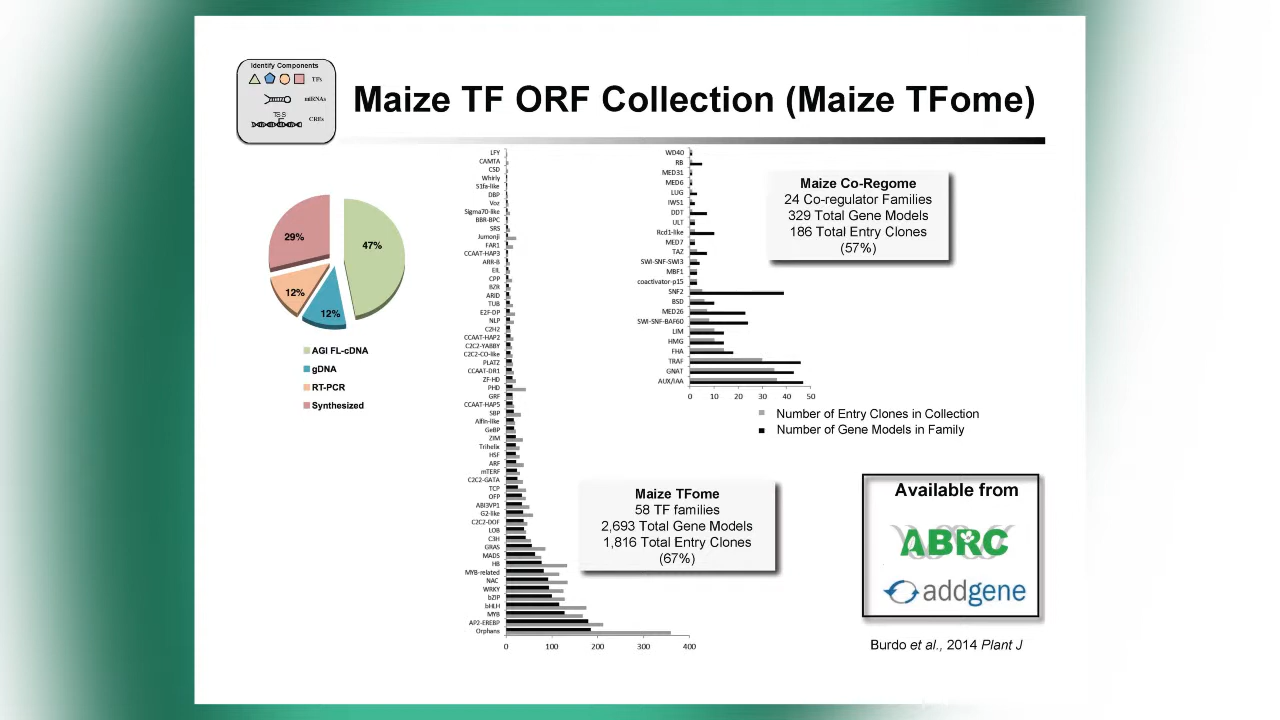 Identify Components
TFs
miRNAs
TSS
CREs
Maize TF ORF Collection (Maize TFome)
29%
47%
12%
12%
AGI FL-cDNA
gDNA
RT-PCR
Synthesized
LFY
CAMTA
CSD
Whirly
S1fa-like
DBP
Voz
Sigma70-like
BBR-BPC
SRS
Jumonji
FAR1
CCAAT-HAP3
ARR-B
EIL
CPP
BZR
ARID
TUB
E2F-DP
NLP
C2H2
CCAAT-HAP2
C2C2-YABBY
C2C2-CO-like
PLATZ
CCAAT-DR1
ZF-HD
PHD
GRF
CCAAT-HAP5
SBP
Alfin-like
GeBP
ZIM
Trihelix
HSF
ARF
mTERF
C2C2-GATA
TCP
OFP
ABI3VP1
G2-like
C2C2-DOF
LOB
C3H
GRAS
MADS
HB
MYB-related
NAC
WRKY
bZIP
bHLH
MYB
AP2-EREBP
Orphans
0 100 200 300 400
WD40
RB
MED31
MED6
LUG
IWS1
DDT
ULT
Rcd1-like
MED7
TAZ
SWI-SNF-SWI3
MBF1
coactivator-p15
SNF2
BSD
MED26
SWI-SNF-BAF60
LIM
HMG
FHA
TRAF
GNAT
AUX/IAA
0 10 20 30 40 50
Number of Entry Clones in Collection
Number of Gene Models in Family
Maize Co-Regome
24 Co-regulator Families
329 Total Gene Models
186 Total Entry Clones
(57%)
Maize TFome
58 TF families
2,693 Total Gene Models
1,816 Total Entry Clones
(67%)
Available from
ABRC
addgene
Burdo et al., 2014 Plant J